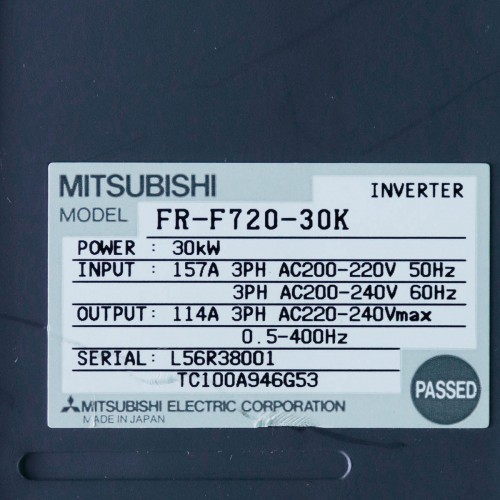 MITSUBISHI INVERTER
MODEL FR-F720-30K
POWER : 30kW
INPUT : 157A 3PH AC200-220V 50Hz
3PH AC200-240V 60Hz
OUTPUT: 114A 3PH AC220-240Vmax
0.5-400Hz
SERIAL: L56R38001
TC100A946G53
PASSED
MITSUBISHI ELECTRIC CORPORATION
MADE IN JAPAN